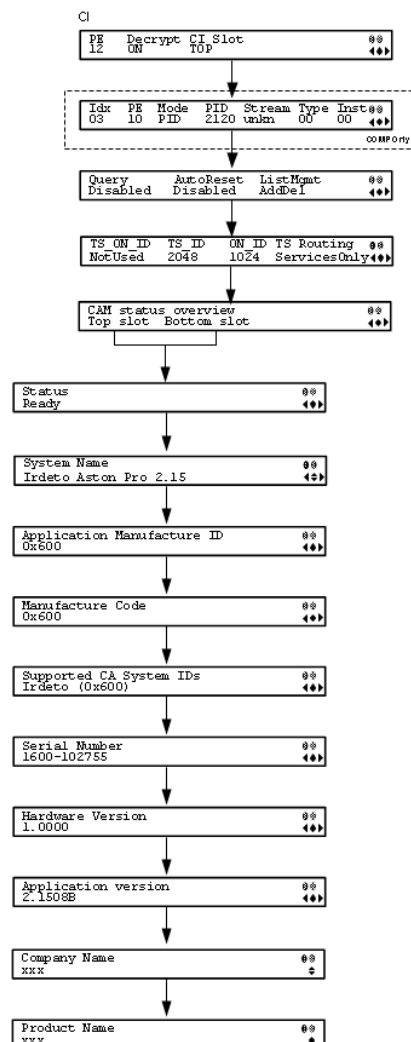 CI
PE Decrypt CI Slot
12 ON TOP
Idx PE Mode PID Stream Type Inst
03 10 PID 2120 unkn 00 00
COMP Only
Query AutoReset ListMgmt
Disabled Disabled AddDel
TS_ON_ID TS_ID ON_ID TS Routing
NotUsed 2048 1024 ServicesOnly
CAM status overview
Top slot Bottom slot
Status
Ready
System Name
Irdeto Aston Pro 2.15
Application Manufacture ID
0x600
Manufacture Code
0x600
Supported CA System IDs
Irdeto (0x600)
Serial Number
1600-102755
Hardware Version
1.0000
Application version
2.1508B
Company Name
xxx
Product Name
xxx